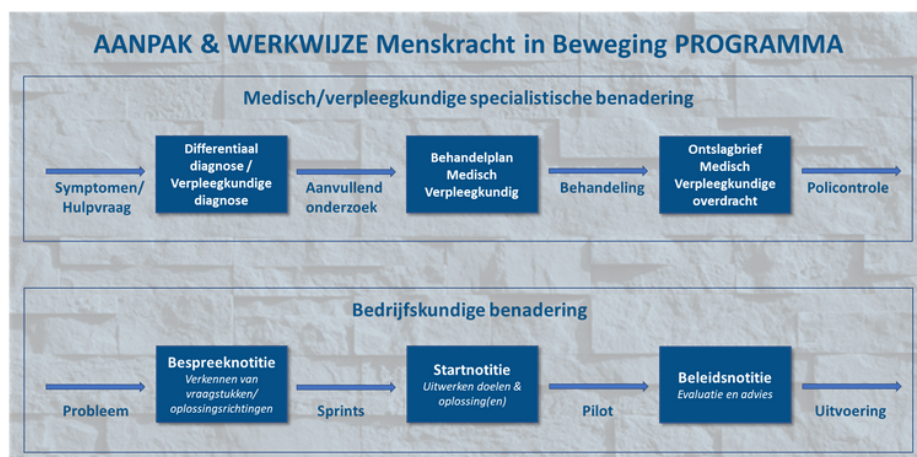 AANPAK & WERKWIJZE Menskracht in Beweging PROGRAMMA
Medisch/verpleegkundige specialistische benadering
Symptomen/
Hulpvraag
Differentiaal
diagnose /
Verpleegkundige
diagnose
Aanvullend
onderzoek
Behandelplan
Medisch
Verpleegkundig
Behandeling
Ontslagbrief
Medisch
Verpleegkundige
overdracht
Policontrole
Bedrijfskundige benadering
Probleem
Bespreeknotitie
Verkennen van
vraagstukken/
oplossingsrichtingen
Sprints
Startnotitie
Uitwerken doelen &
oplossing(en)
Pilot
Beleidsnotitie
Evaluatie en advies
Uitvoering